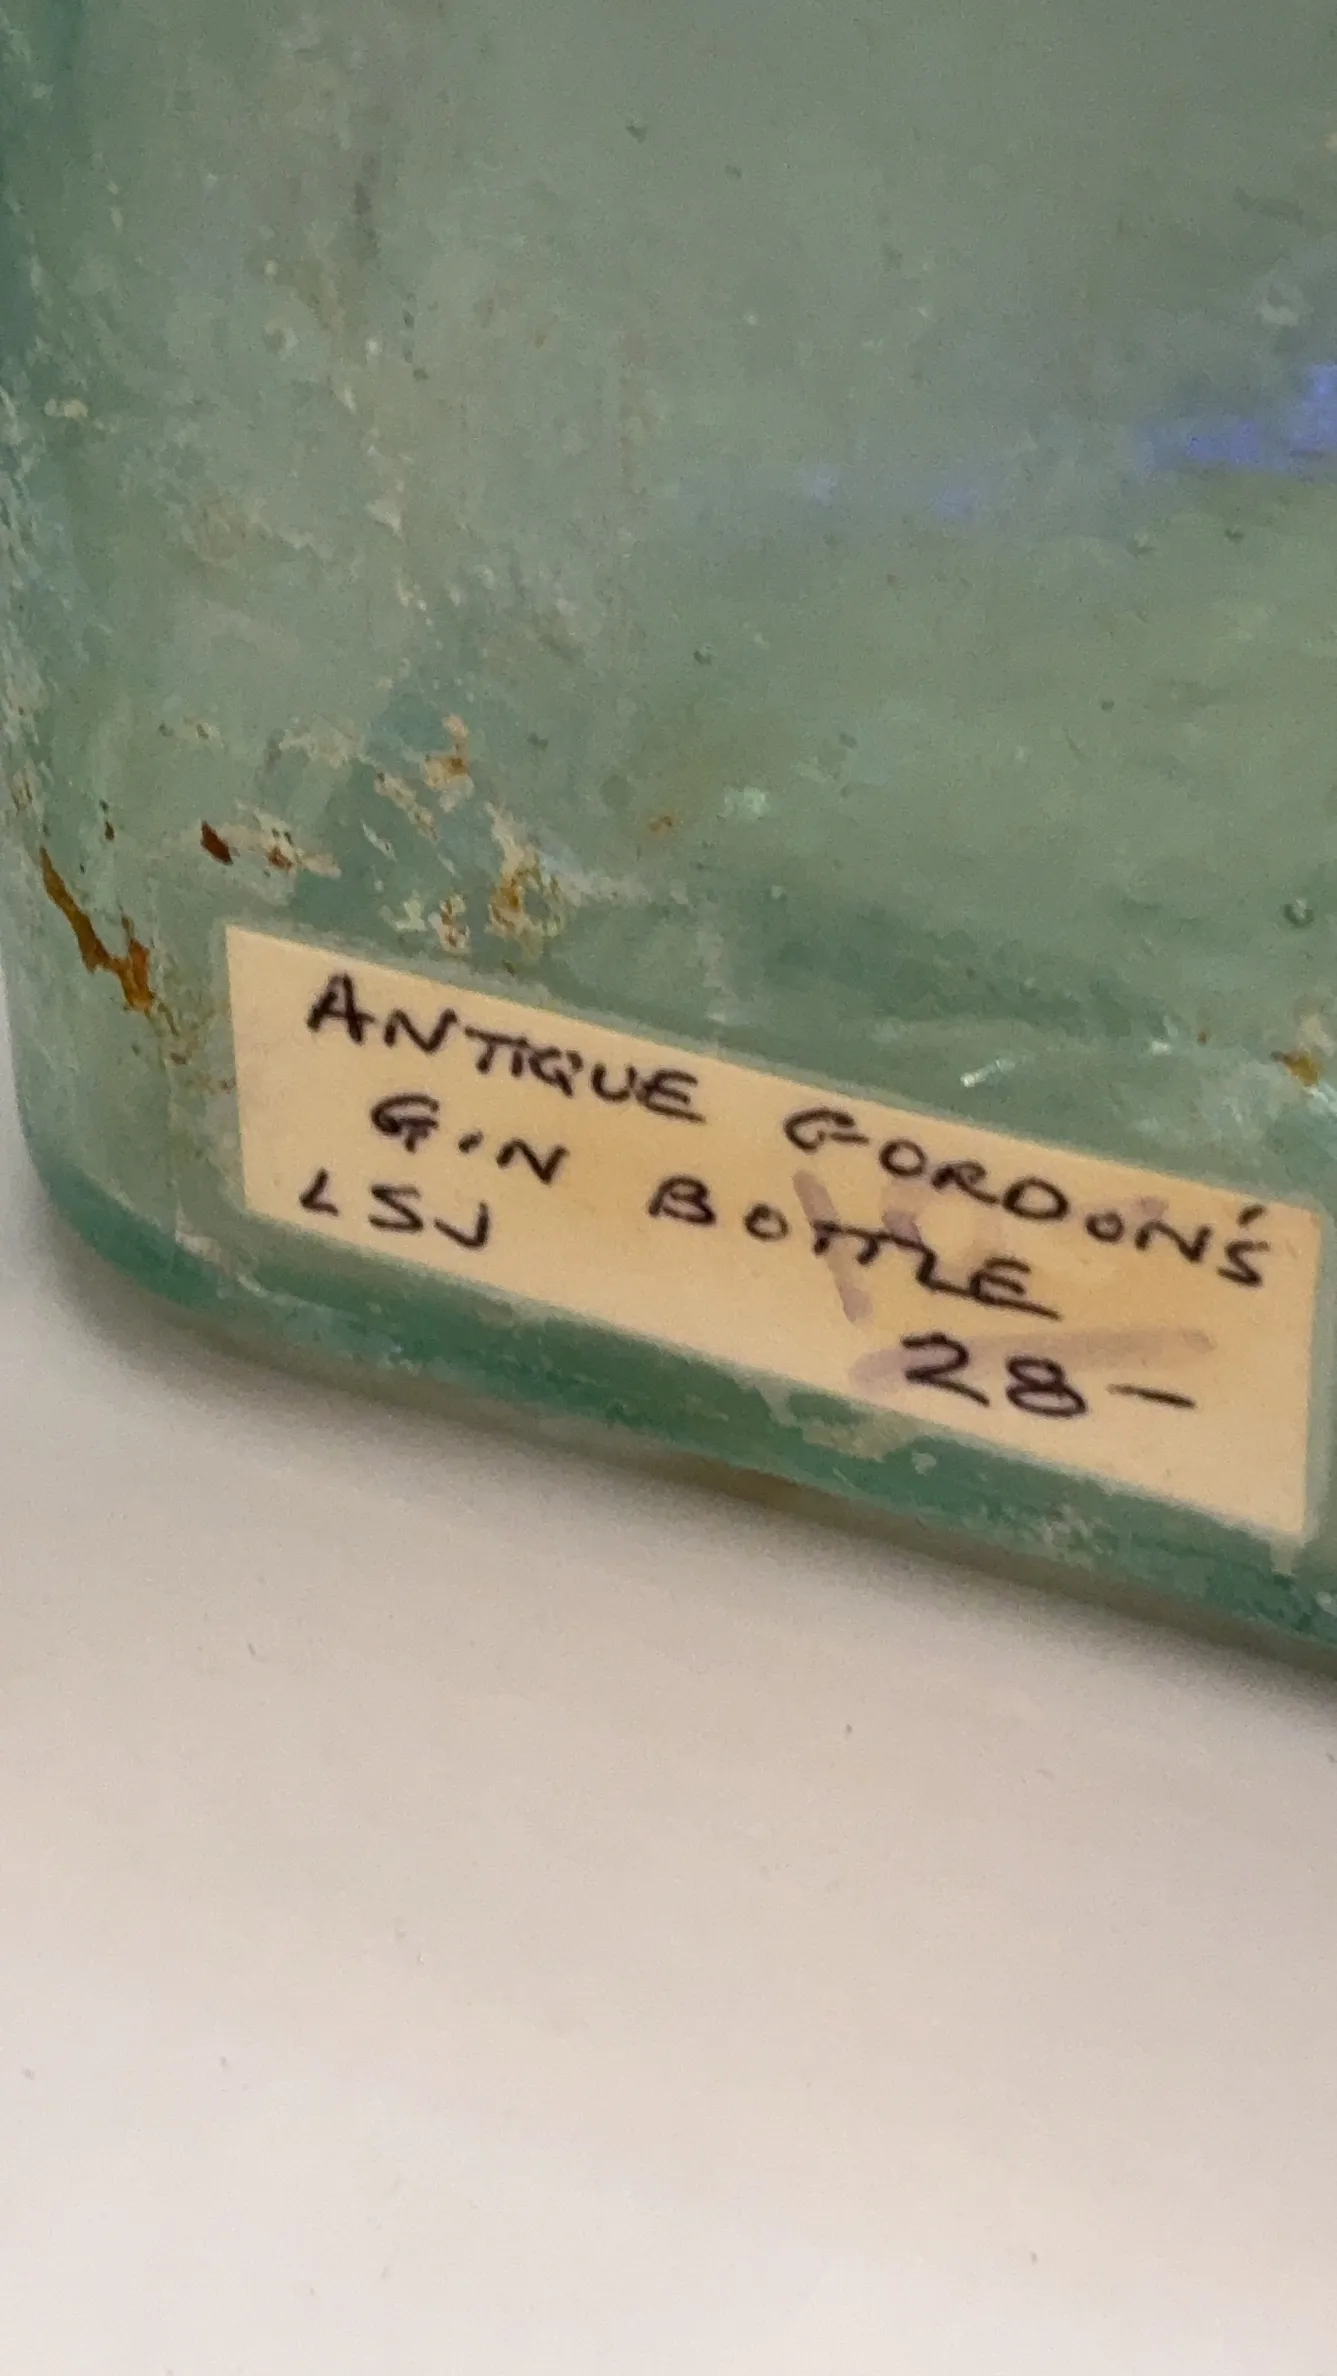 ANTIQUE GORDON'S
GIN BOTTLE
LSJ
28-